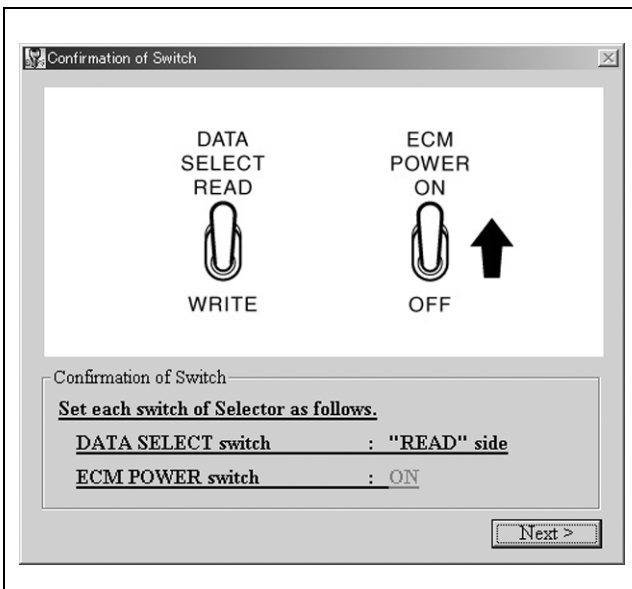 Confirmation of Switch
DATA
SELECT
READ
WRITE
ECM
POWER
ON
OFF
Confirmation of Switch
Set each switch of Selector as follows.
DATA SELECT switch : "READ" side
ECM POWER switch : ON
Next >